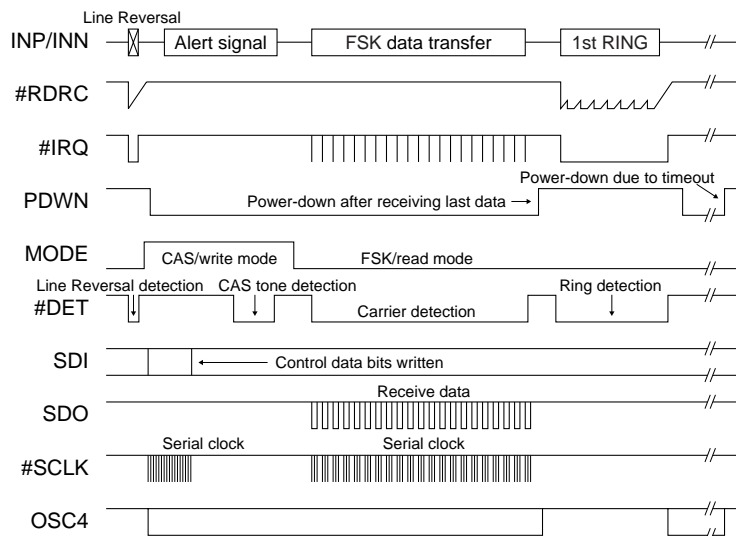 Line Reversal
INP/INN
Alert signal
FSK data transfer
1st RING
#RDRC
#IRQ
Power-down due to timeout
PDWN
Power-down after receiving last data
MODE
CAS/write mode
FSK/read mode
Line Reversal detection
CAS tone detection
Ring detection
#DET
Carrier detection
SDI
Control data bits written
Receive data
SDO
Serial clock
Serial clock
#SCLK
OSC4